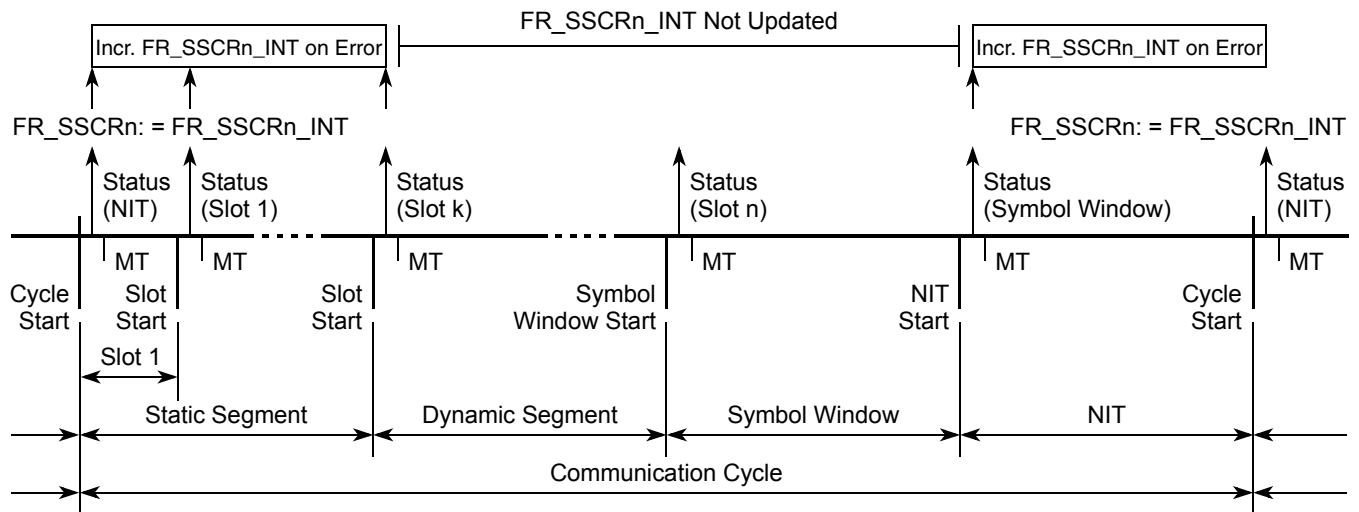 FR_SSCRn_INT Not Updated
Incr. FR_SSCRn_INT on Error
Incr. FR_SSCRn_INT on Error
FR_SSCRn: = FR_SSCRn_INT
FR_SSCRn: = FR_SSCRn_INT
Status
(NIT)
Status
(Slot 1)
Status
(Slot k)
Status
(Slot n)
Status
(Symbol Window)
Status
(NIT)
MT
MT
MT
MT
MT
MT
Cycle
Start
Slot
Start
Slot
Start
Symbol
Window Start
NIT
Start
Cycle
Start
Slot 1
Static Segment
Dynamic Segment
Symbol Window
NIT
Communication Cycle